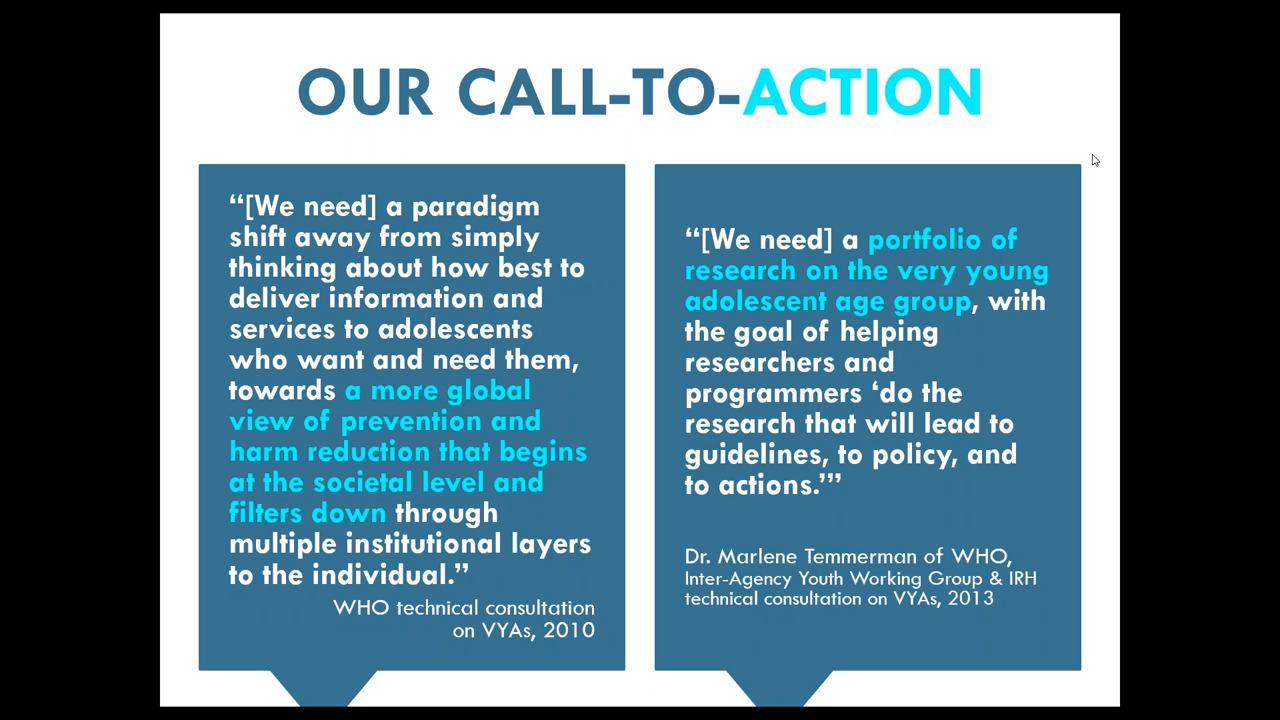 OUR CALL-TO-ACTION
“[We need] a paradigm
shift away from simply
thinking about how best to
deliver information and
services to adolescents
who want and need them,
towards a more global
view of prevention and
harm reduction that begins
at the societal level and
filters down through
multiple institutional layers
to the individual.”
WHO technical consultation
on VYAs, 2010
“[We need] a portfolio of
research on the very young
adolescent age group, with
the goal of helping
researchers and
programmers ‘do the
research that will lead to
guidelines, to policy, and
to actions.’”
Dr. Marlene Temmerman of WHO,
Inter-Agency Youth Working Group & IRH
technical consultation on VYAs, 2013